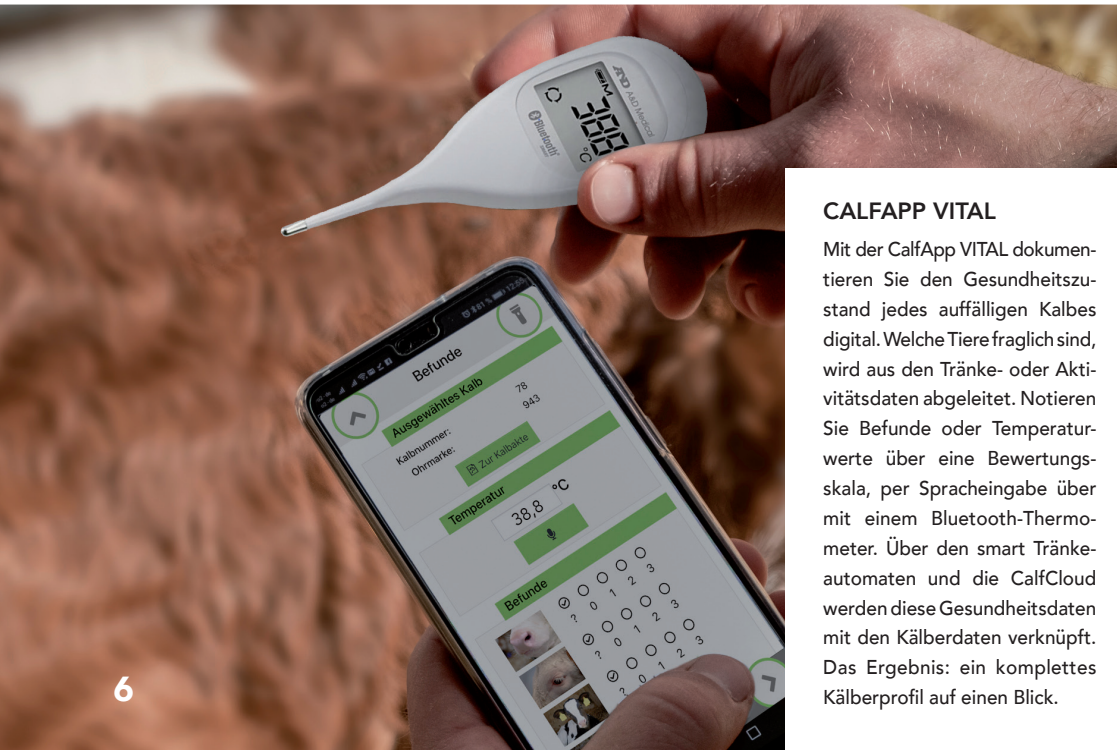 AND A&D Medical
M
388
°C
Bluetooth®
81 % 12:55
Befunde
Ausgewähltes Kalb
Kalbnummer: 78
Ohrmarke: 943
Zur Kalbakte
Temperatur
38,8 °C
Befunde
? 0 1 2 3
? 0 1 2 3
? 0 1 2 3
CALFAPP VITAL
Mit der CalfApp VITAL dokumen-
tieren Sie den Gesundheitszu-
stand jedes auffälligen Kalbes
digital. Welche Tiere fraglich sind,
wird aus den Tränke- oder Akti-
vitätsdaten abgeleitet. Notieren
Sie Befunde oder Temperatur-
werte über eine Bewertungs-
skala, per Spracheingabe über
mit einem Bluetooth-Thermo-
meter. Über den smart Tränke-
automaten und die CalfCloud
werden diese Gesundheitsdaten
mit den Kälberdaten verknüpft.
Das Ergebnis: ein komplettes
Kälberprofil auf einen Blick.
6